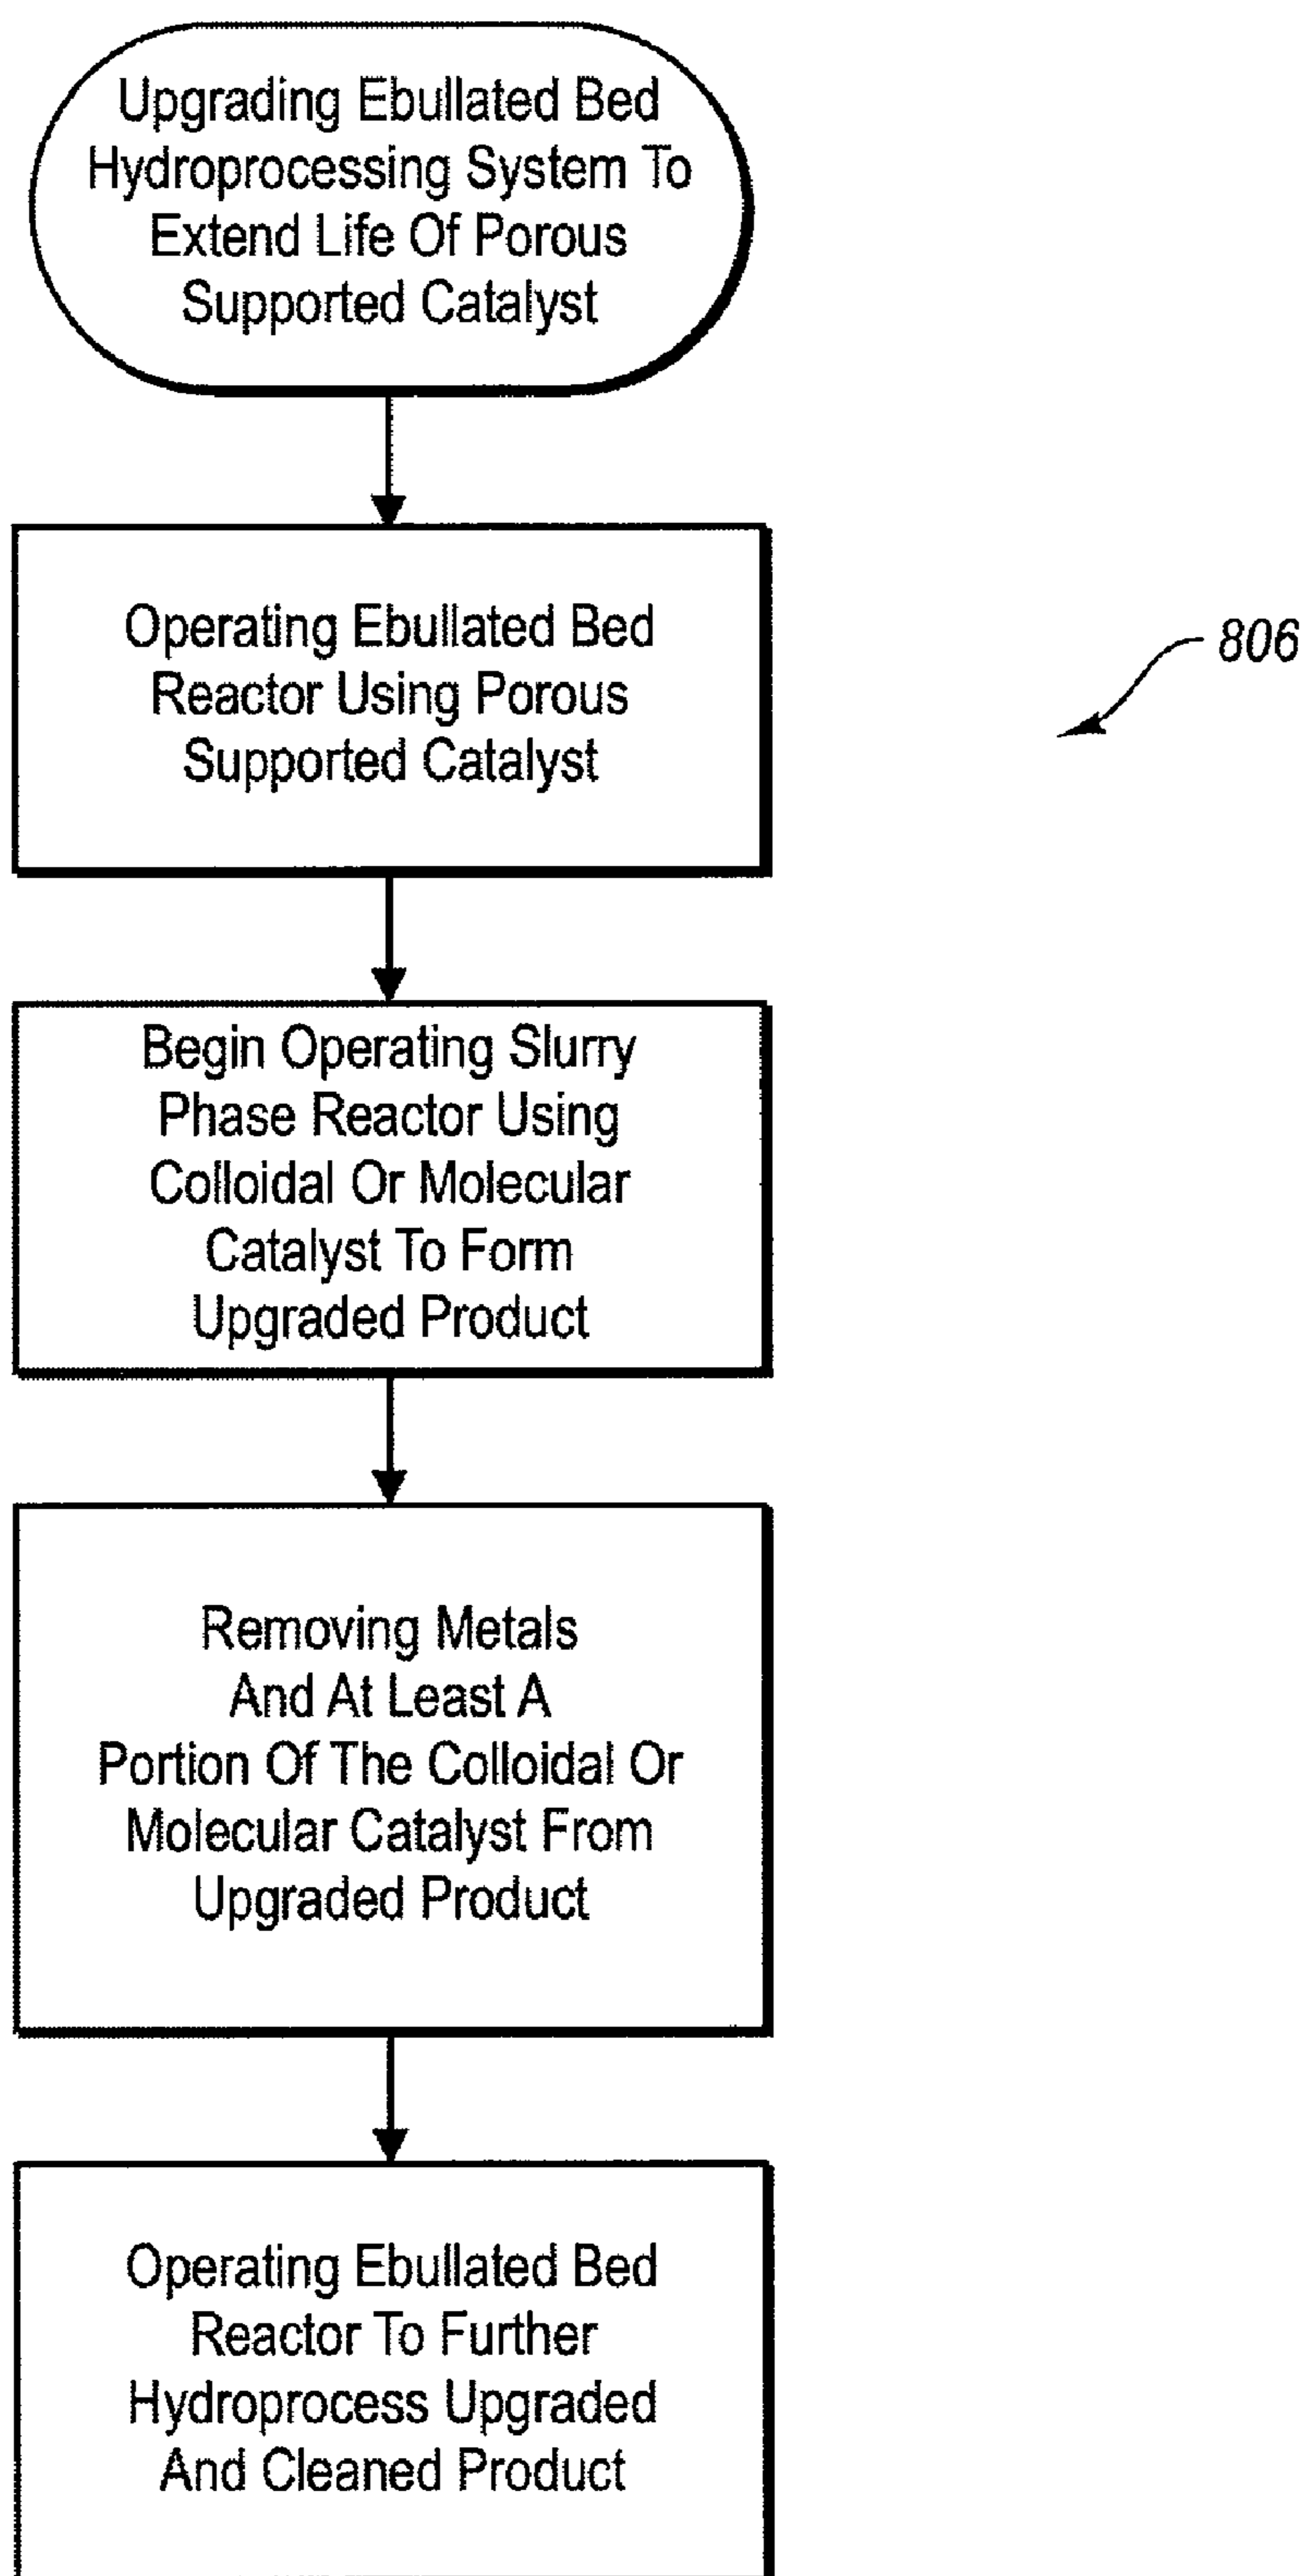 Upgrading Ebullated Bed
Hydroprocessing System To
Extend Life Of Porous
Supported Catalyst
Operating Ebullated Bed
Reactor Using Porous
Supported Catalyst
806
Begin Operating Slurry
Phase Reactor Using
Colloidal Or Molecular
Catalyst To Form
Upgraded Product
Removing Metals
And At Least A
Portion Of The Colloidal Or
Molecular Catalyst From
Upgraded Product
Operating Ebullated Bed
Reactor To Further
Hydroprocess Upgraded
And Cleaned Product